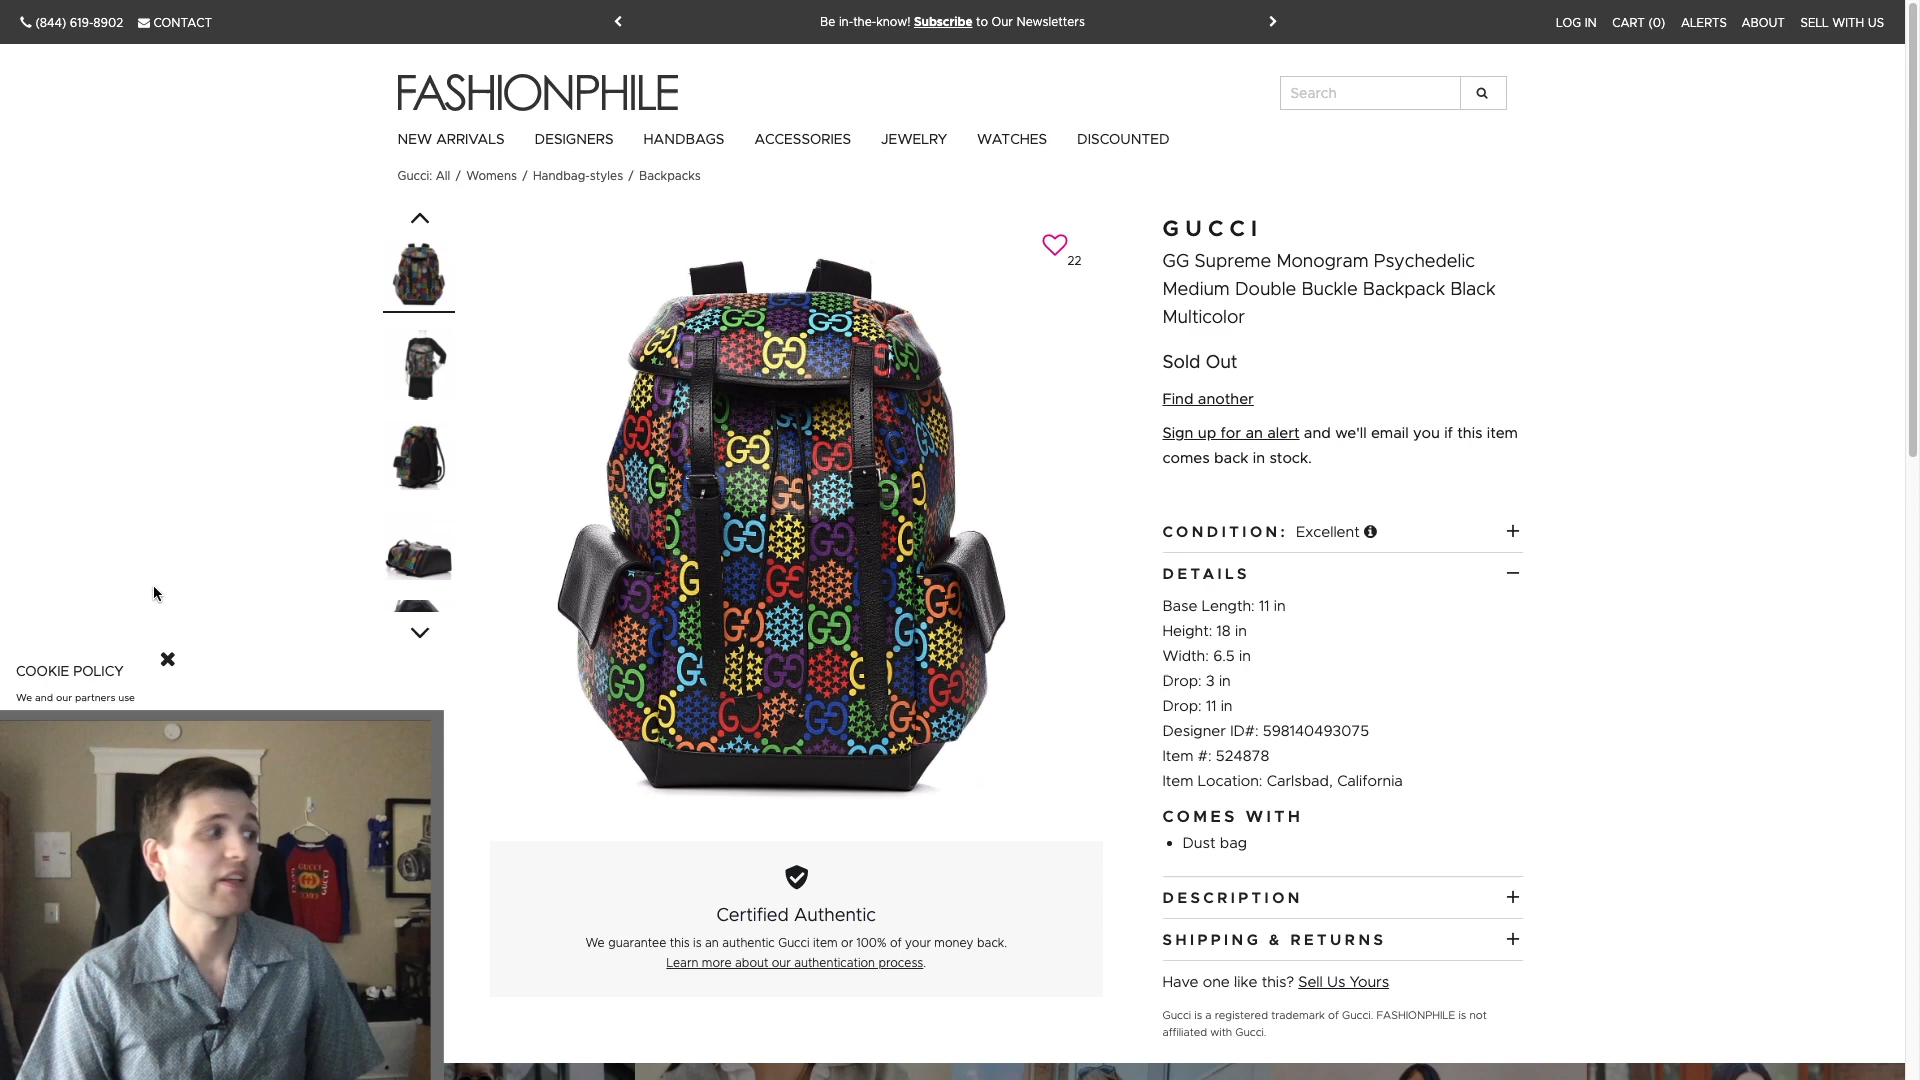 (844) 619-8902 CONTACT
Be in-the-know! Subscribe to Our Newsletters
LOG IN CART (0) ALERTS ABOUT SELL WITH US
FASHIONPHILE
Search
NEW ARRIVALS DESIGNERS HANDBAGS ACCESSORIES JEWELRY WATCHES DISCOUNTED
Gucci: All / Womens / Handbag-styles / Backpacks
22
GUCCI
GG Supreme Monogram Psychedelic
Medium Double Buckle Backpack Black
Multicolor
Sold Out
Find another
Sign up for an alert and we'll email you if this item
comes back in stock.
CONDITION: Excellent
DETAILS
Base Length: 11 in
Height: 18 in
Width: 6.5 in
Drop: 3 in
Drop: 11 in
Designer ID#: 598140493075
Item #: 524878
Item Location: Carlsbad, California
COMES WITH
• Dust bag
DESCRIPTION
SHIPPING & RETURNS
Have one like this? Sell Us Yours
Gucci is a registered trademark of Gucci. FASHIONPHILE is not
affiliated with Gucci.
Certified Authentic
We guarantee this is an authentic Gucci item or 100% of your money back.
Learn more about our authentication process.
COOKIE POLICY
We and our partners use
GUCCI